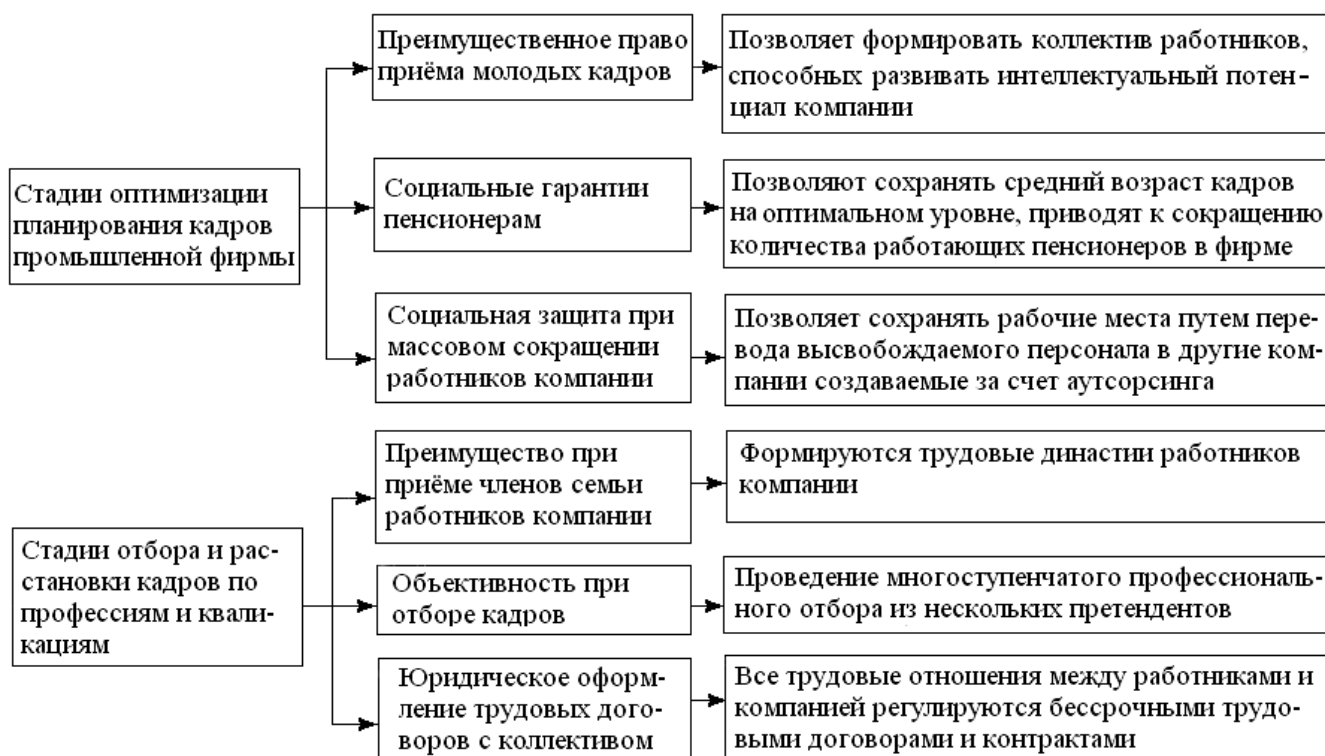 Стадии оптимизации
планирования кадров
промышленной фирмы
Преимущественное право
приёма молодых кадров
Позволяет формировать коллектив работников,
способных развивать интеллектуальный потен-
циал компании
Социальные гарантии
пенсионерам
Позволяют сохранять средний возраст кадров
на оптимальном уровне, приводят к сокращению
количества работающих пенсионеров в фирме
Социальная защита при
массовом сокращении
работников компании
Позволяет сохранять рабочие места путем пере-
вода высвобождаемого персонала в другие ком-
пании создаваемые за счет аутсорсинга
Стадии отбора и рас-
становки кадров по
профессиям и квали-
кациям
Преимущество при
приёме членов семьи
работников компании
Формируются трудовые династии работников
компании
Обьективность при
отборе кадров
Проведение многоступенчатого профессиональ-
ного отбора из нескольких претендентов
Юридическое оформ-
ление трудовых дого-
воров с коллективом
Все трудовые отношения между работниками и
компанией регулируются бессрочными трудо-
выми договорами и контрактами